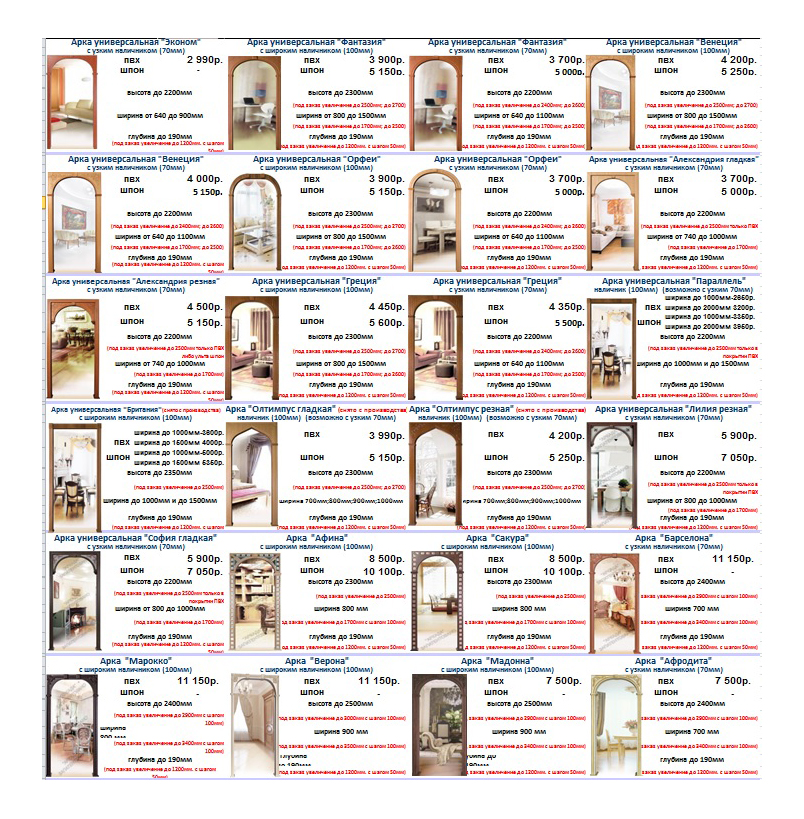 Арка универсальная "Эконом"
с узким наличником (70мм)
пвх 2 990р.
шпон -
высота до 2200мм
ширина от 640 до 900мм
глубина до 190мм
(под заказ увеличение до 1200мм. с шагом 50мм)
Арка универсальная "Фантазия"
с широким наличником (100мм)
пвх 3 900р.
шпон 5 150р.
высота до 2300мм
(под заказ увеличение до 2500мм; до 2700)
ширина от 800 до 1500мм
(под заказ увеличение до 1700мм; до 2500)
глубина до 190мм
под заказ увеличение до 1200мм. с шагом 50мм)
Арка универсальная "Фантазия"
с узким наличником (70мм)
пвх 3 700р.
шпон 5 000р.
высота до 2200мм
(под заказ увеличение до 2400мм; до 2600)
ширина от 640 до 1100мм
(под заказ увеличение до 1700мм; до 2500)
глубина до 190мм
под заказ увеличение до 1200мм. с шагом 50мм)
Арка универсальная "Венеция"
с широким наличником (100мм)
пвх 4 200р.
шпон 5 250р.
высота до 2300мм
(под заказ увеличение до 2500мм; до 2700)
ширина от 800 до 1500мм
(под заказ увеличение до 1700мм; до 2500)
глубина до 190мм
заказ увеличение до 1200мм. с шагом 50мм)
Арка универсальная "Венеция"
с узким наличником (70мм)
пвх 4 000р.
шпон 5 150р.
высота до 2200мм
(под заказ увеличение до 2400мм; до 2600)
ширина от 640 до 1100мм
(под заказ увеличение до 1700мм; до 2500)
глубина до 190мм
(под заказ увеличение до 1200мм. с шагом 50мм)
Арка универсальная "Орфеи"
с широким наличником (100мм)
пвх 3 900р.
шпон 5 150р.
высота до 2300мм
(под заказ увеличение до 2500мм; до 2700)
ширина от 800 до 1500мм
(под заказ увеличение до 1700мм; до 2600)
глубина до 190мм
под заказ увеличение до 1200мм. с шагом 50мм)
Арка универсальная "Орфеи"
с узким наличником (70мм)
пвх 3 700р.
шпон 5 000р.
высота до 2200мм
(под заказ увеличение до 2400мм; до 2600)
ширина от 640 до 1100мм
(под заказ увеличение до 1700мм; до 2500)
глубина до 190мм
под заказ увеличение до 1200мм. с шагом 50мм)
Арка универсальная "Александрия гладкая"
с узким наличником (70мм)
пвх 3 700р.
шпон 5 000р.
высота до 2200мм
(под заказ увеличение до 2500мм только ПВХ
ширина от 740 до 1000мм
(под заказ увеличение до 1700мм)
глубина до 190мм
заказ увеличение до 1200мм. с шагом 50мм)
Арка универсальная "Александрия резная"
с узким наличником (70мм)
пвх 4 500р.
шпон 5 150р.
высота до 2200мм
(под заказ увеличение до 2500мм только ПВХ
либо ульта шпон
ширина от 740 до 1000мм
(под заказ увеличение до 1700мм)
глубина до 190мм
(под заказ увеличение до 1200мм. с шагом 50мм)
Арка универсальная "Греция"
с широким наличником (100мм)
пвх 4 450р.
шпон 5 600р.
высота до 2300мм
(под заказ увеличение до 2500мм; до 2700)
ширина от 800 до 1500мм
(под заказ увеличение до 1700мм; до 2600)
глубина до 190мм
под заказ увеличение до 1200мм. с шагом 50мм)
Арка универсальная "Греция"
с узким наличником (70мм)
пвх 4 350р.
шпон 5 500р.
высота до 2200мм
(под заказ увеличение до 2400мм; до 2600)
ширина от 640 до 1100мм
(под заказ увеличение до 1700мм; до 2500)
глубина до 190мм
под заказ увеличение до 1200мм. с шагом 50мм)
Арка универсальная "Параллель"
наличник (100мм) (возможно с узким 70мм)
ширина до 1000мм-2660р.
пвх ширина до 2000мм-3200р.
ширина до 1000мм-3360р.
шпон ширина до 2000мм 3960р.
высота до 2200мм
(под заказ увеличение до 2500мм только в
покрытии ПВХ
ширина до 1000мм и до 1500мм
глубина до 190мм
заказ увеличение до 1200мм. с шагом 50мм)
Арка универсальная "Британия"(снято с производства)
с широким наличником (100мм)
ширина до 1000мм-3600р.
пвх ширина до 1500мм 4000р.
ширина до 1000мм-5000р.
шпон ширина до 1500мм 5350р.
высота до 2350мм
(под заказ увеличение до 2500мм)
ширина до 1000мм и до 1500мм
глубина до 190мм
(под заказ увеличение до 1200мм. с шагом 50мм)
Арка "Олтимпус гладкая" (снято с производства)
наличник (100мм) (возможно с узким 70мм)
пвх 3 990р.
шпон 5 150р.
высота до 2300мм
(под заказ увеличение до 2500мм; до 2700)
ширина 700мм;800мм;900мм;1000мм
глубина до 190мм
под заказ увеличение до 1200мм. с шагом 50мм)
Арка "Олтимпус резная" (снято с производства)
наличник (100мм) (возможно с узким 70мм)
пвх 4 200р.
шпон 5 250р.
высота до 2300мм
(под заказ увеличение до 2500мм; до 2700)
ширина 700мм;800мм;900мм;1000мм
глубина до 190мм
под заказ увеличение до 1200мм. с шагом 50мм)
Арка универсальная "Лилия резная"
с узким наличником (70мм)
пвх 5 900р.
шпон 7 050р.
высота до 2200мм
(под заказ увеличение до 2500мм только в
покрытии ПВХ
ширина от 800 до 1000мм
(под заказ увеличение до 1700мм)
глубина до 190мм
заказ увеличение до 1200мм. с шагом 50мм)
Арка универсальная "София гладкая"
с узким наличником (70мм)
пвх 5 900р.
шпон 7 050р.
высота до 2200мм
(под заказ увеличение до 2500мм только в
покрытии ПВХ
ширина от 800 до 1000мм
(под заказ увеличение до 1700мм)
глубина до 190мм
(под заказ увеличение до 1200мм. с шагом 50мм)
Арка "Афина"
с широким наличником (100мм)
пвх 8 500р.
шпон 10 100р.
высота до 2300мм
(под заказ увеличение до 2500мм)
ширина 800 мм
под заказ увеличение до 1700мм с шагом 100мм)
глубина до 190мм
под заказ увеличение до 1200мм. с шагом 50мм)
Арка "Сакура"
с широким наличником (100мм)
пвх 8 500р.
шпон 10 100р.
высота до 2300мм
(под заказ увеличение до 2500мм)
ширина 800 мм
под заказ увеличение до 1700мм с шагом 100мм)
глубина до 190мм
под заказ увеличение до 1200мм. с шагом 50мм)
Арка "Барселона"
с узким наличником (70мм)
пвх 11 150р.
шпон -
высота до 2400мм
заказ увеличение до 2900мм с шагом 100мм)
ширина 700 мм
заказ увеличение до 3400мм с шагом 100мм)
глубина до 190мм
заказ увеличение до 1200мм. с шагом 50мм)
Арка "Марокко"
с широким наличником (100мм)
пвх 11 150р.
шпон -
высота до 2400мм
(под заказ увеличение до 2900мм с шагом
100мм)
ширина
800 мм
(под заказ увеличение до 3400мм с шагом
100мм)
глубина до 190мм
(под заказ увеличение до 1200мм. с шагом
50мм)
Арка "Верона"
с широким наличником (100мм)
пвх 11 150р.
шпон -
высота до 2500мм
под заказ увеличение до 2900мм с шагом 100мм)
ширина 900 мм
под заказ увеличение до 3500мм с шагом 100мм)
глубина
до 190мм
под заказ увеличение до 1200мм. с шагом 50мм)
Арка "Мадонна"
с широким наличником (100мм)
пвх 7 500р.
шпон -
высота до 2500мм
под заказ увеличение до 2900мм с шагом 100мм)
ширина 900 мм
под заказ увеличение до 3400мм с шагом 100мм)
глубина до
190мм
под заказ увеличение до 1200мм. с шагом 50мм)
Арка "Афродита"
с узким наличником (70мм)
пвх 7 500р.
шпон -
высота до 2400мм
заказ увеличение до 2900мм с шагом 100мм)
ширина 700 мм
заказ увеличение до 3400мм с шагом 100мм)
глубина до 190мм
заказ увеличение до 1200мм. с шагом 50мм)